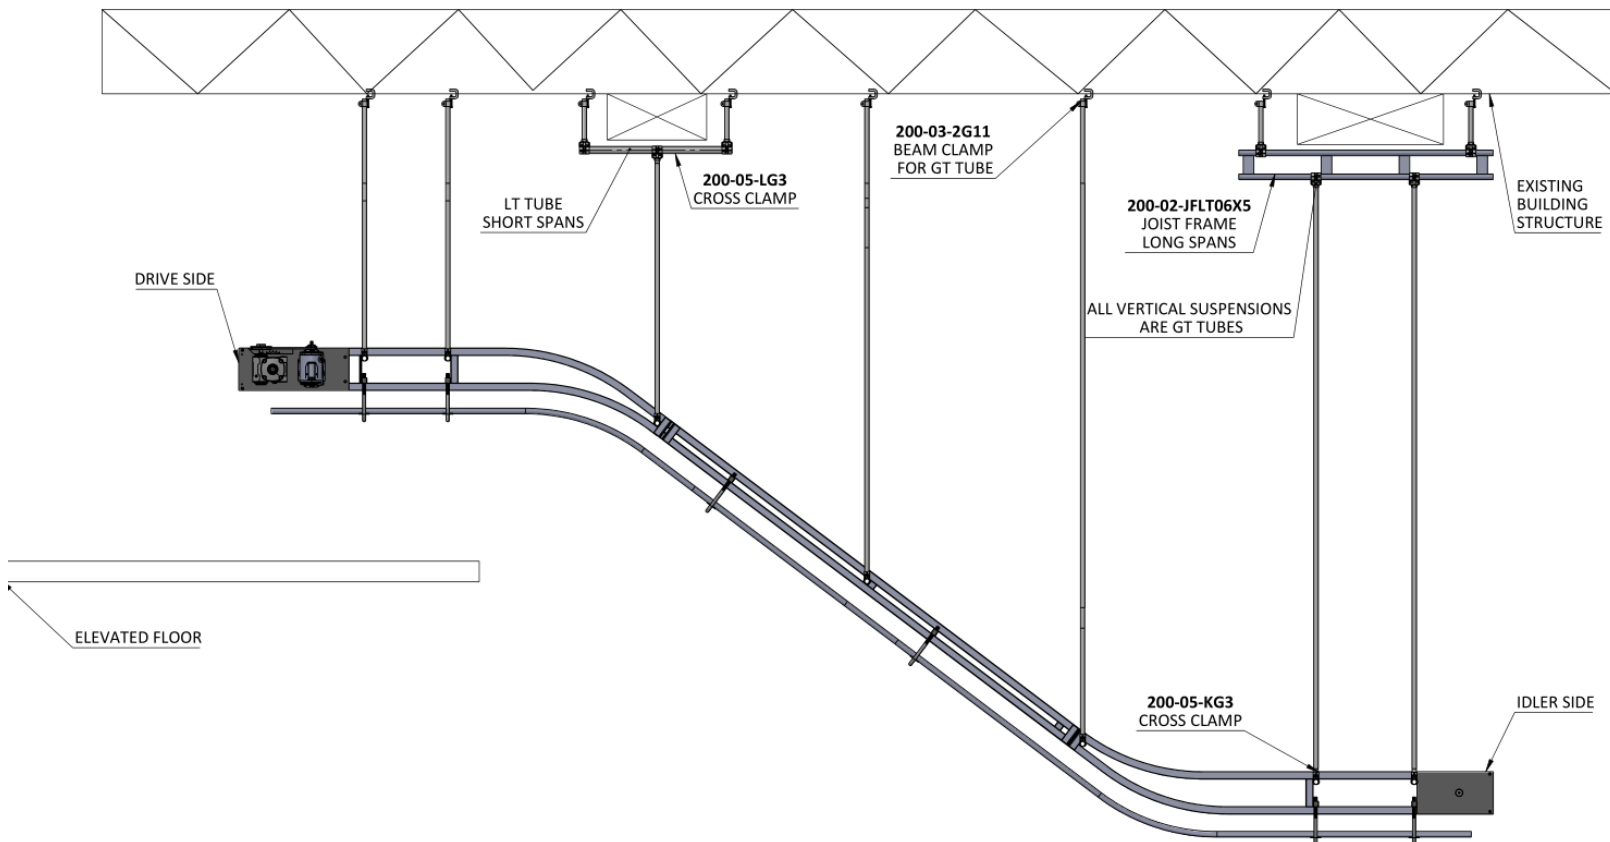 200-03-2G11
BEAM CLAMP
FOR GT TUBE
200-05-LG3
CROSS CLAMP
LT TUBE
SHORT SPANS
200-02-JFLT06X5
JOIST FRAME
LONG SPANS
EXISTING
BUILDING
STRUCTURE
DRIVE SIDE
ALL VERTICAL SUSPENSIONS
ARE GT TUBES
ELEVATED FLOOR
200-05-KG3
CROSS CLAMP
IDLER SIDE